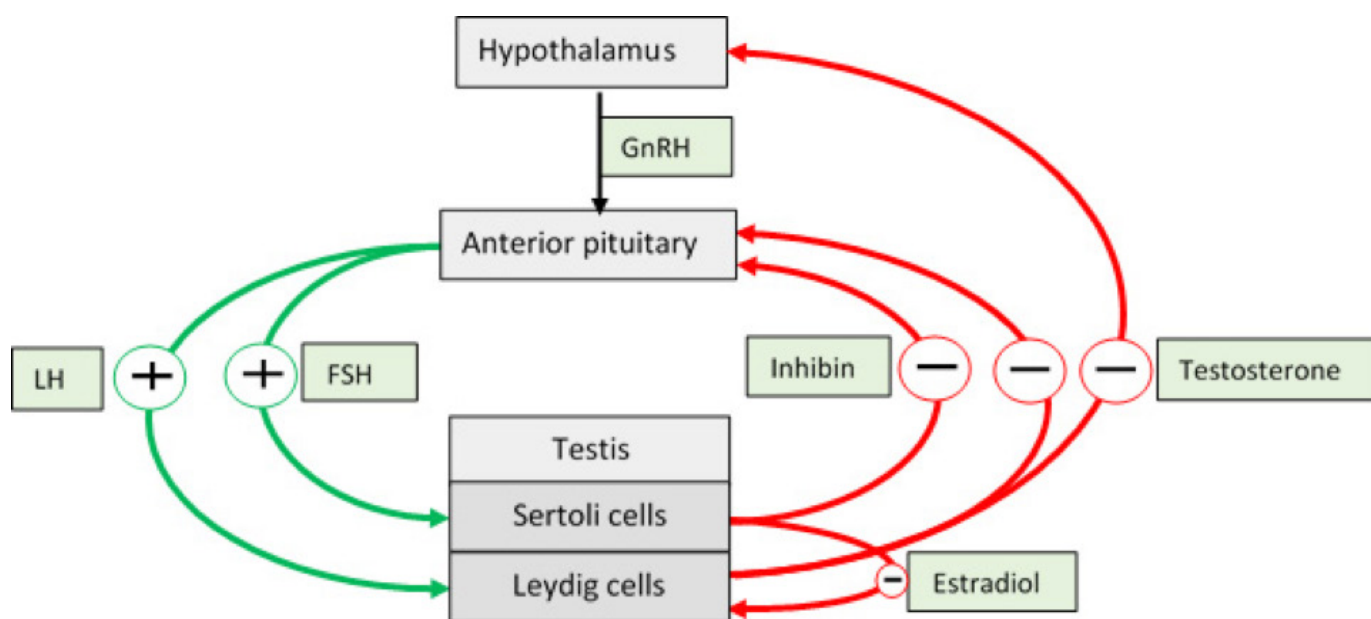 Hypothalamus
GnRH
Anterior pituitary
LH
+
+
FSH
Inhibin
−
−
−
Testosterone
Testis
Sertoli cells
Leydig cells
-
Estradiol